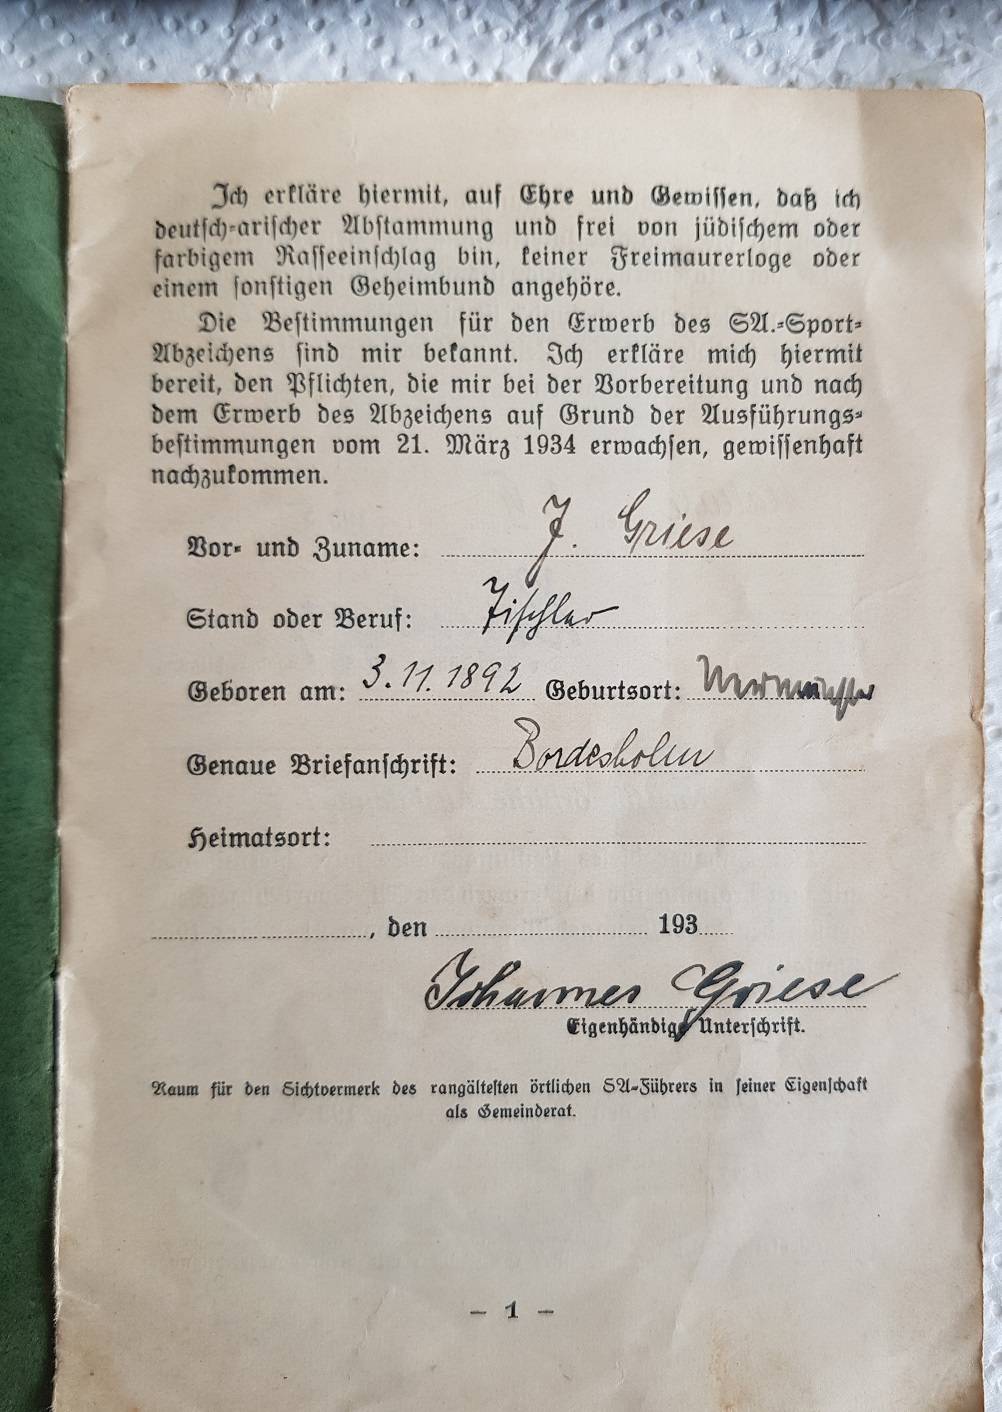 Ich erkläre hiermit, auf Ehre und Gewissen, daß ich
deutsch-arischer Abstammung und frei von jüdischem oder
farbigem Rasseeinschlag bin, keiner Freimaurerloge oder
einem sonstigen Geheimbund angehöre.
Die Bestimmungen für den Erwerb des SA.-Sport-
Abzeichens sind mir bekannt. Ich erkläre mich hiermit
bereit, den Pflichten, die mir bei der Vorbereitung und nach
dem Erwerb des Abzeichens auf Grund der Ausführungs-
bestimmungen vom 21. März 1934 erwachsen, gewissenhaft
nachzukommen.
Vor- und Zuname: J. Griese
Stand oder Beruf: Tischler
Geboren am: 3.11.1892 Geburtsort:
Genaue Briefanschrift: Bordesholm
Heimatsort:
, den 193
Johannes Griese
Eigenhändige Unterschrift.
Raum für den Sichtvermerk des rangältesten örtlichen SA-Führers in seiner Eigenschaft
als Gemeinderat.
- 1 -